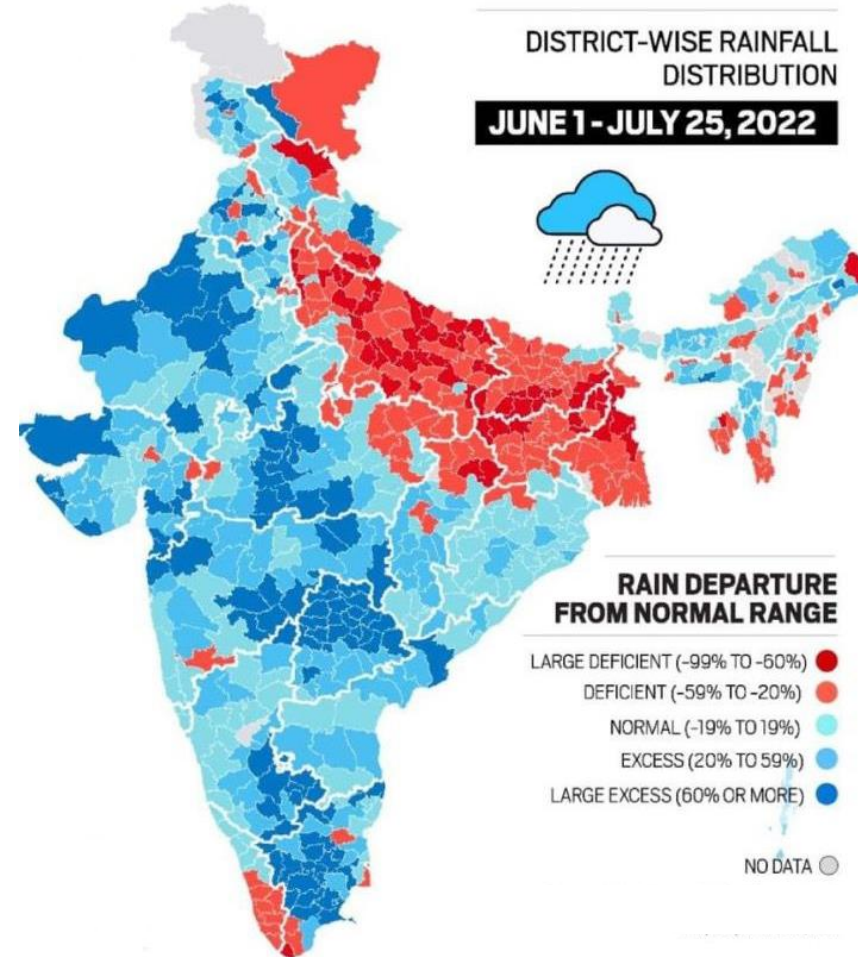 DISTRICT-WISE RAINFALL
DISTRIBUTION
JUNE 1 - JULY 25, 2022
RAIN DEPARTURE
FROM NORMAL RANGE
LARGE DEFICIENT (-99% TO -60%)
DEFICIENT (-59% TO -20%)
NORMAL (-19% TO 19%)
EXCESS (20% TO 59%)
LARGE EXCESS (60% OR MORE)
NO DATA